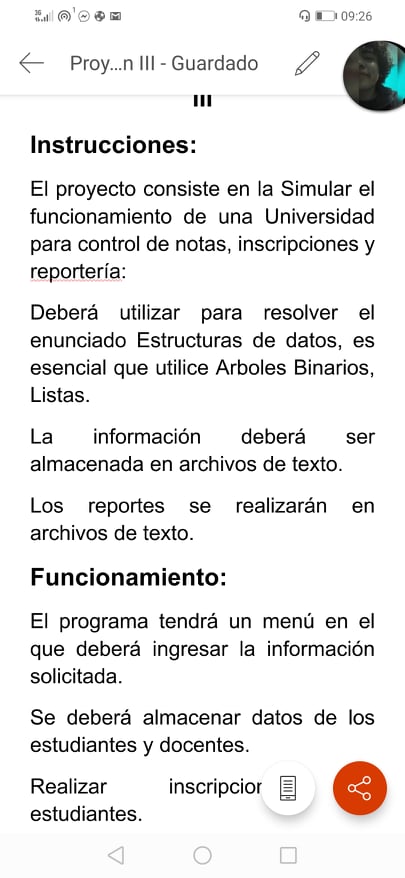 3G
1
09:26
Proy...n III - Guardado
III
Instrucciones:
El proyecto consiste en la Simular el
funcionamiento de una Universidad
para control de notas, inscripciones y
reportería:
Deberá utilizar para resolver el
enunciado Estructuras de datos, es
esencial que utilice Arboles Binarios,
Listas.
La información deberá ser
almacenada en archivos de texto.
Los reportes se realizarán en
archivos de texto.
Funcionamiento:
El programa tendrá un menú en el
que deberá ingresar la información
solicitada.
Se deberá almacenar datos de los
estudiantes y docentes.
Realizar inscripcion
estudiantes.